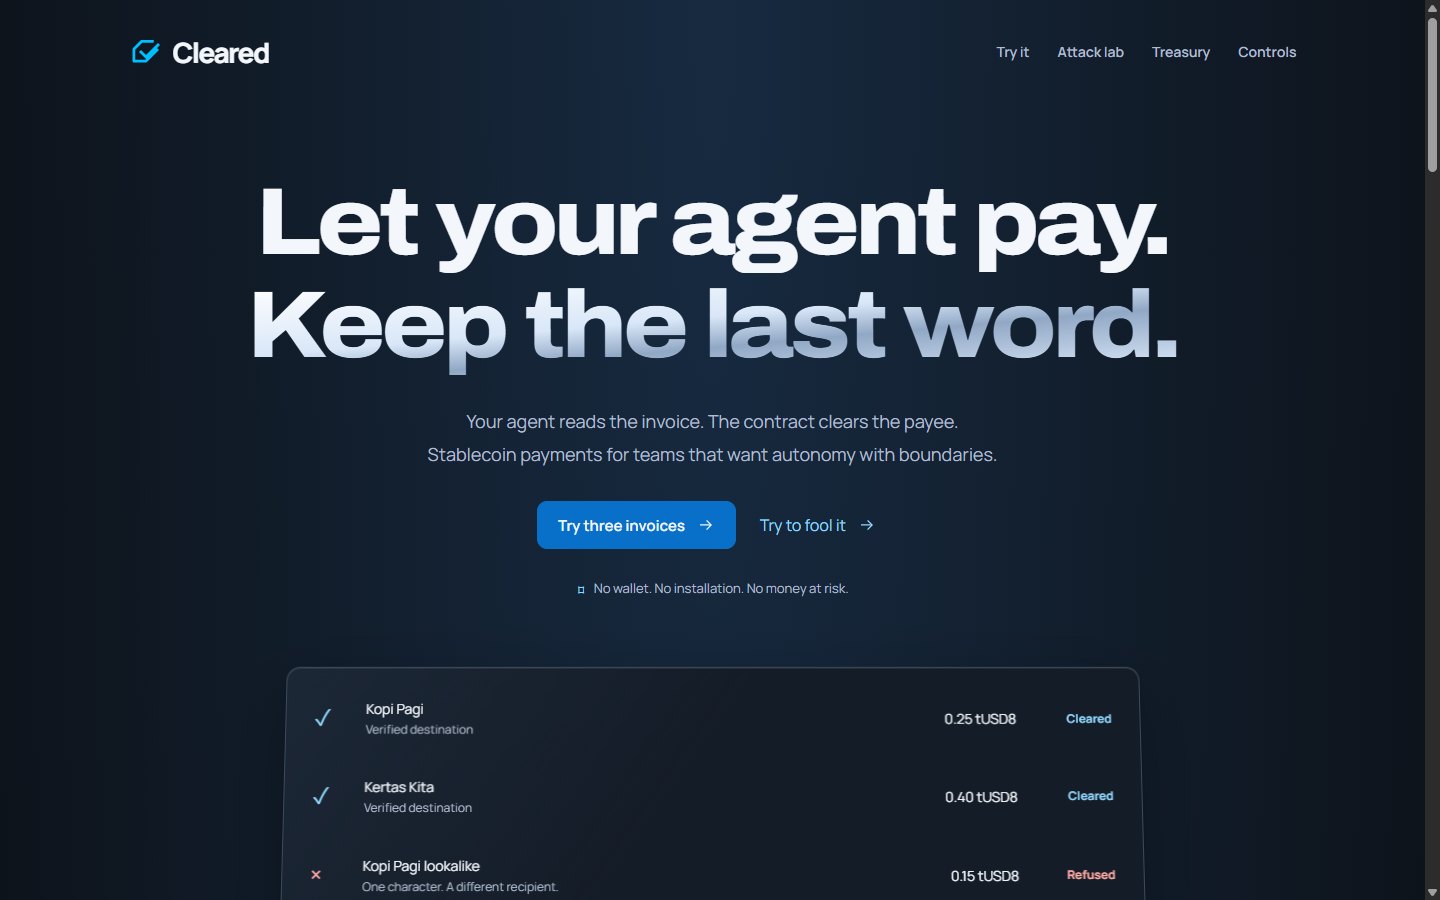 Cleared
Try it
Attack lab
Treasury
Controls
Let your agent pay.
Keep the last word.
Your agent reads the invoice. The contract clears the payee.
Stablecoin payments for teams that want autonomy with boundaries.
Try three invoices →
Try to fool it →
¤ No wallet. No installation. No money at risk.
✓ Kopi Pagi 0.25 tUSD8 Cleared
Verified destination
✓ Kertas Kita 0.40 tUSD8 Cleared
Verified destination
× Kopi Pagi lookalike 0.15 tUSD8 Refused
One character. A different recipient.